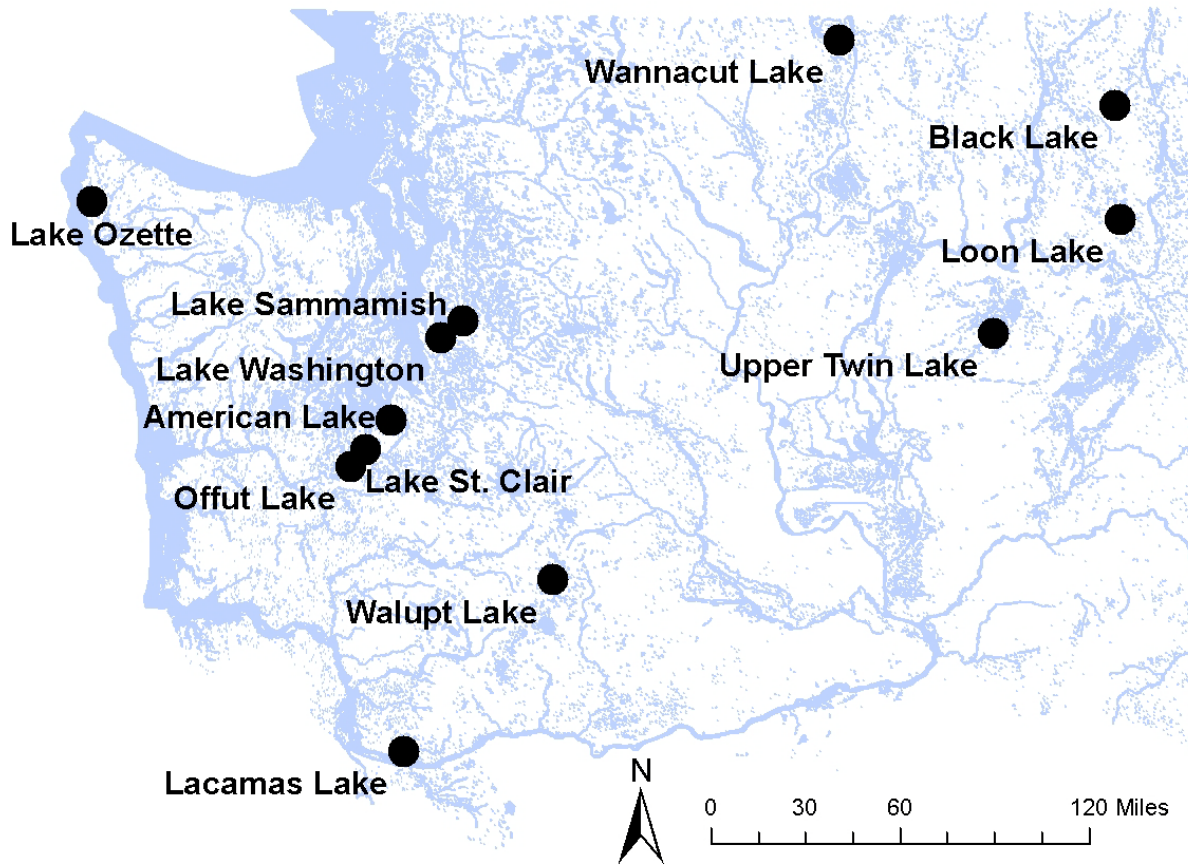 Wannacut Lake
Black Lake
Lake Ozette
Loon Lake
Lake Sammamish
Lake Washington
Upper Twin Lake
American Lake
Lake St. Clair
Offut Lake
Walupt Lake
Lacamas Lake
N
0 30 60 120 Miles